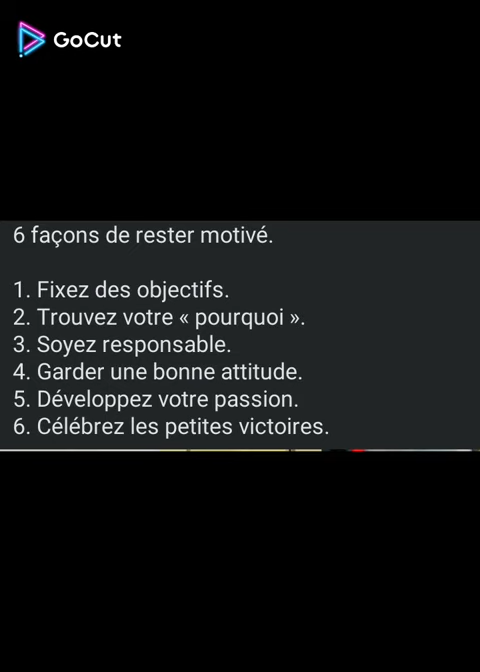 GoCut
6 façons de rester motivé.
1. Fixez des objectifs.
2. Trouvez votre « pourquoi ».
3. Soyez responsable.
4. Garder une bonne attitude.
5. Développez votre passion.
6. Célébrez les petites victoires.